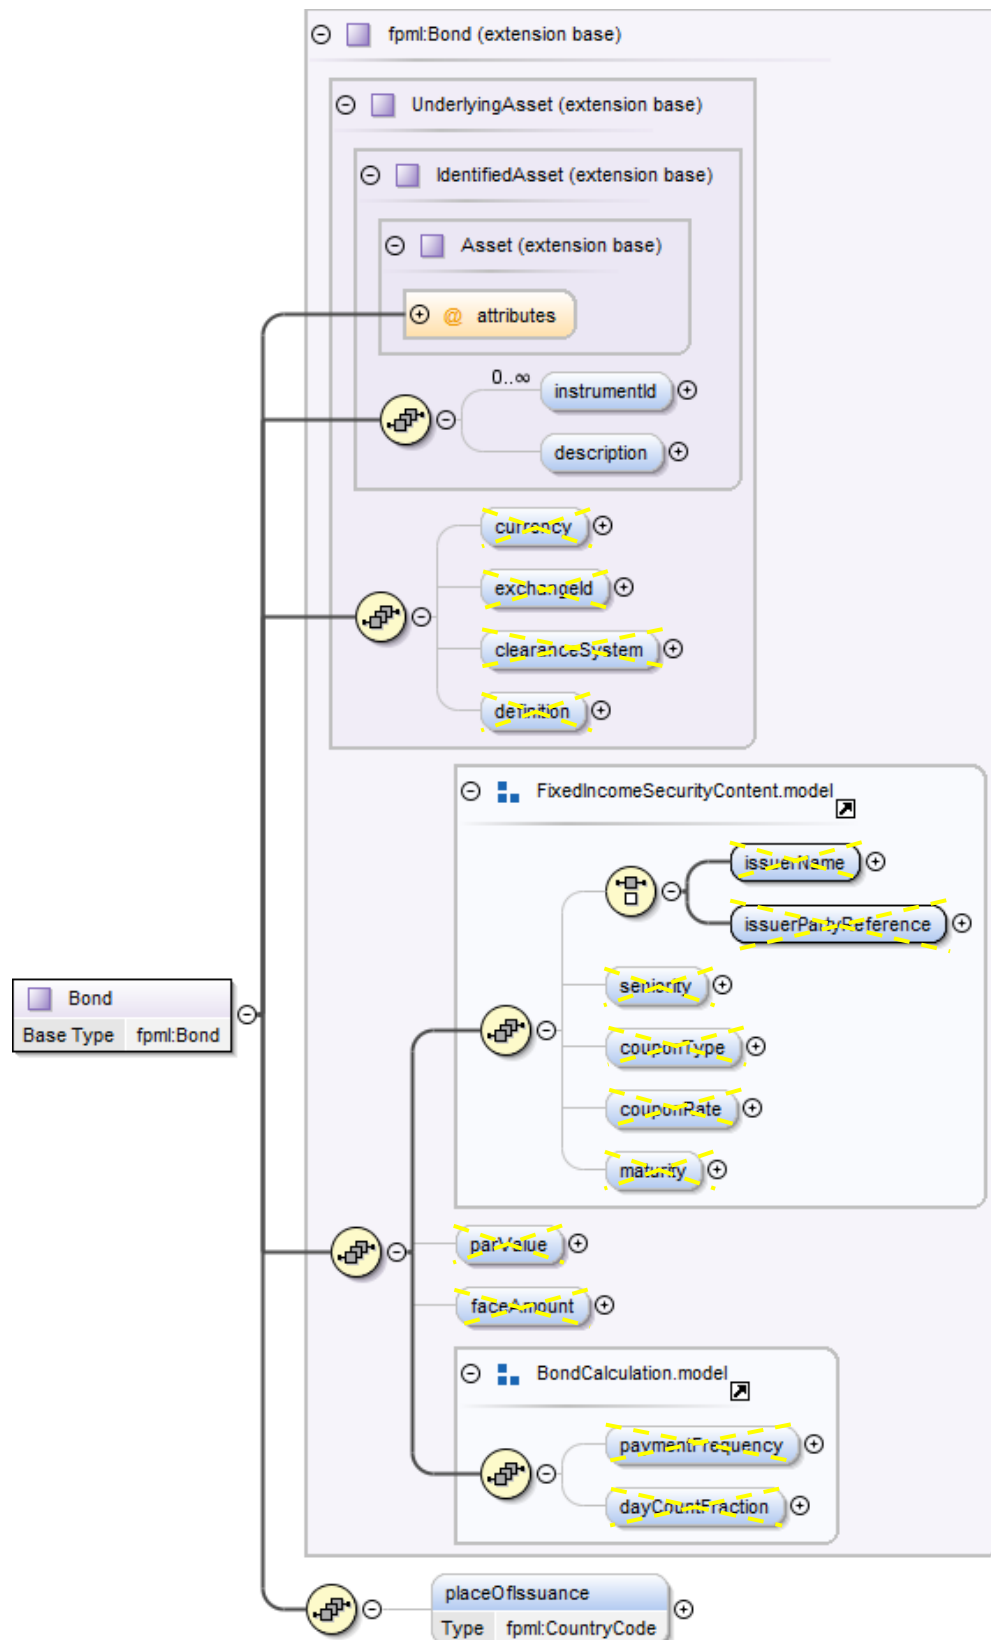 fpml:Bond (extension base)
UnderlyingAsset (extension base)
IdentifiedAsset (extension base)
Asset (extension base)
@ attributes
0..∞
instrumentId
description
currency
exchangeId
clearanceSystem
definition
FixedIncomeSecurityContent.model
issuerName
issuerPartyReference
seniority
couponType
couponRate
maturity
Bond
Base Type fpml:Bond
parValue
faceAmount
BondCalculation.model
paymentFrequency
dayCountFraction
placeOfIssuance
Type fpml:CountryCode